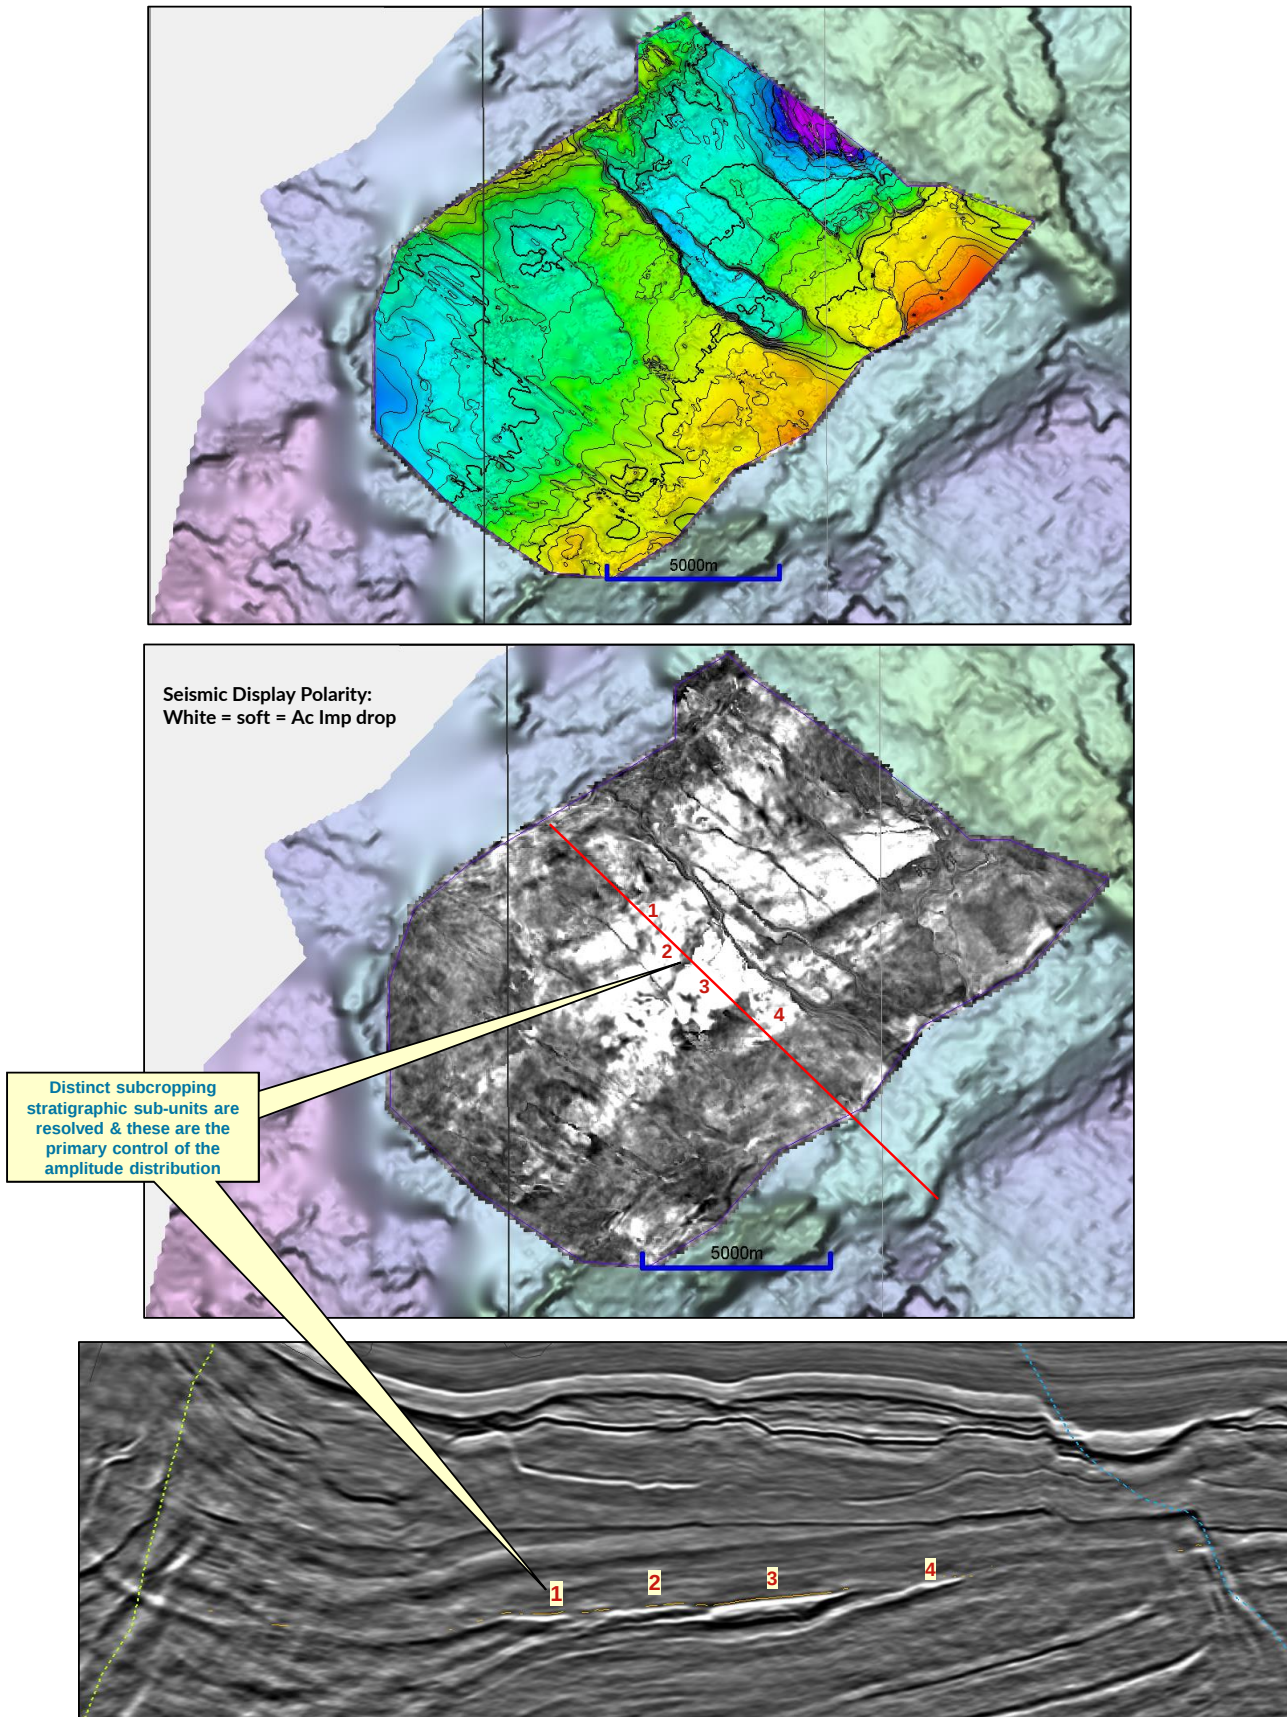 5000m
Seismic Display Polarity:
White = soft = Ac Imp drop
1
2
3
4
Distinct subcropping
stratigraphic sub-units are
resolved & these are the
primary control of the
amplitude distribution
5000m
1
2
3
4